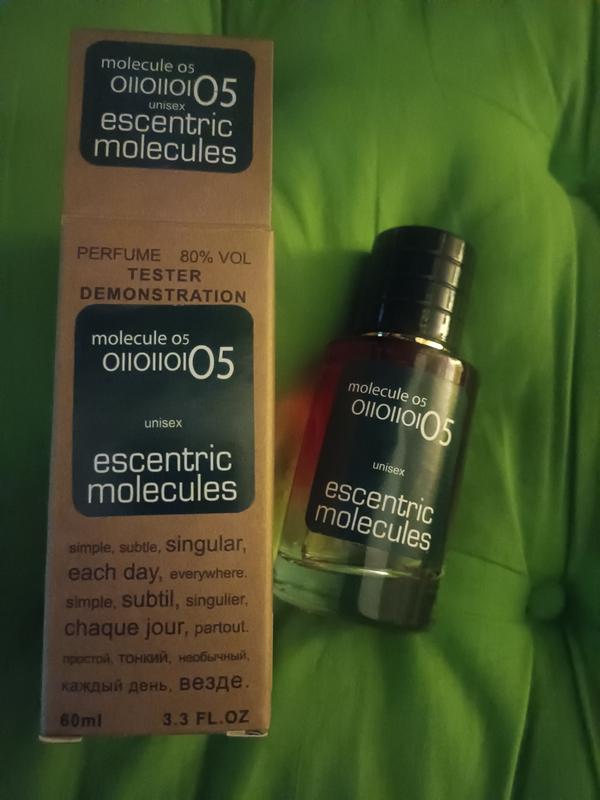 molecule 05
0110110105
unisex
escentric
molecules
PERFUME 80% VOL
TESTER
DEMONSTRATION
molecule 05
0110110105
unisex
escentric
molecules
simple, subtle, singular,
each day, everywhere.
simple, subtil, singulier,
chaque jour, partout.
простой, тонкий, необычный,
каждый день, везде.
60ml 3.3 FL.OZ
molecule 05
0110110105
unisex
escentric
molecules